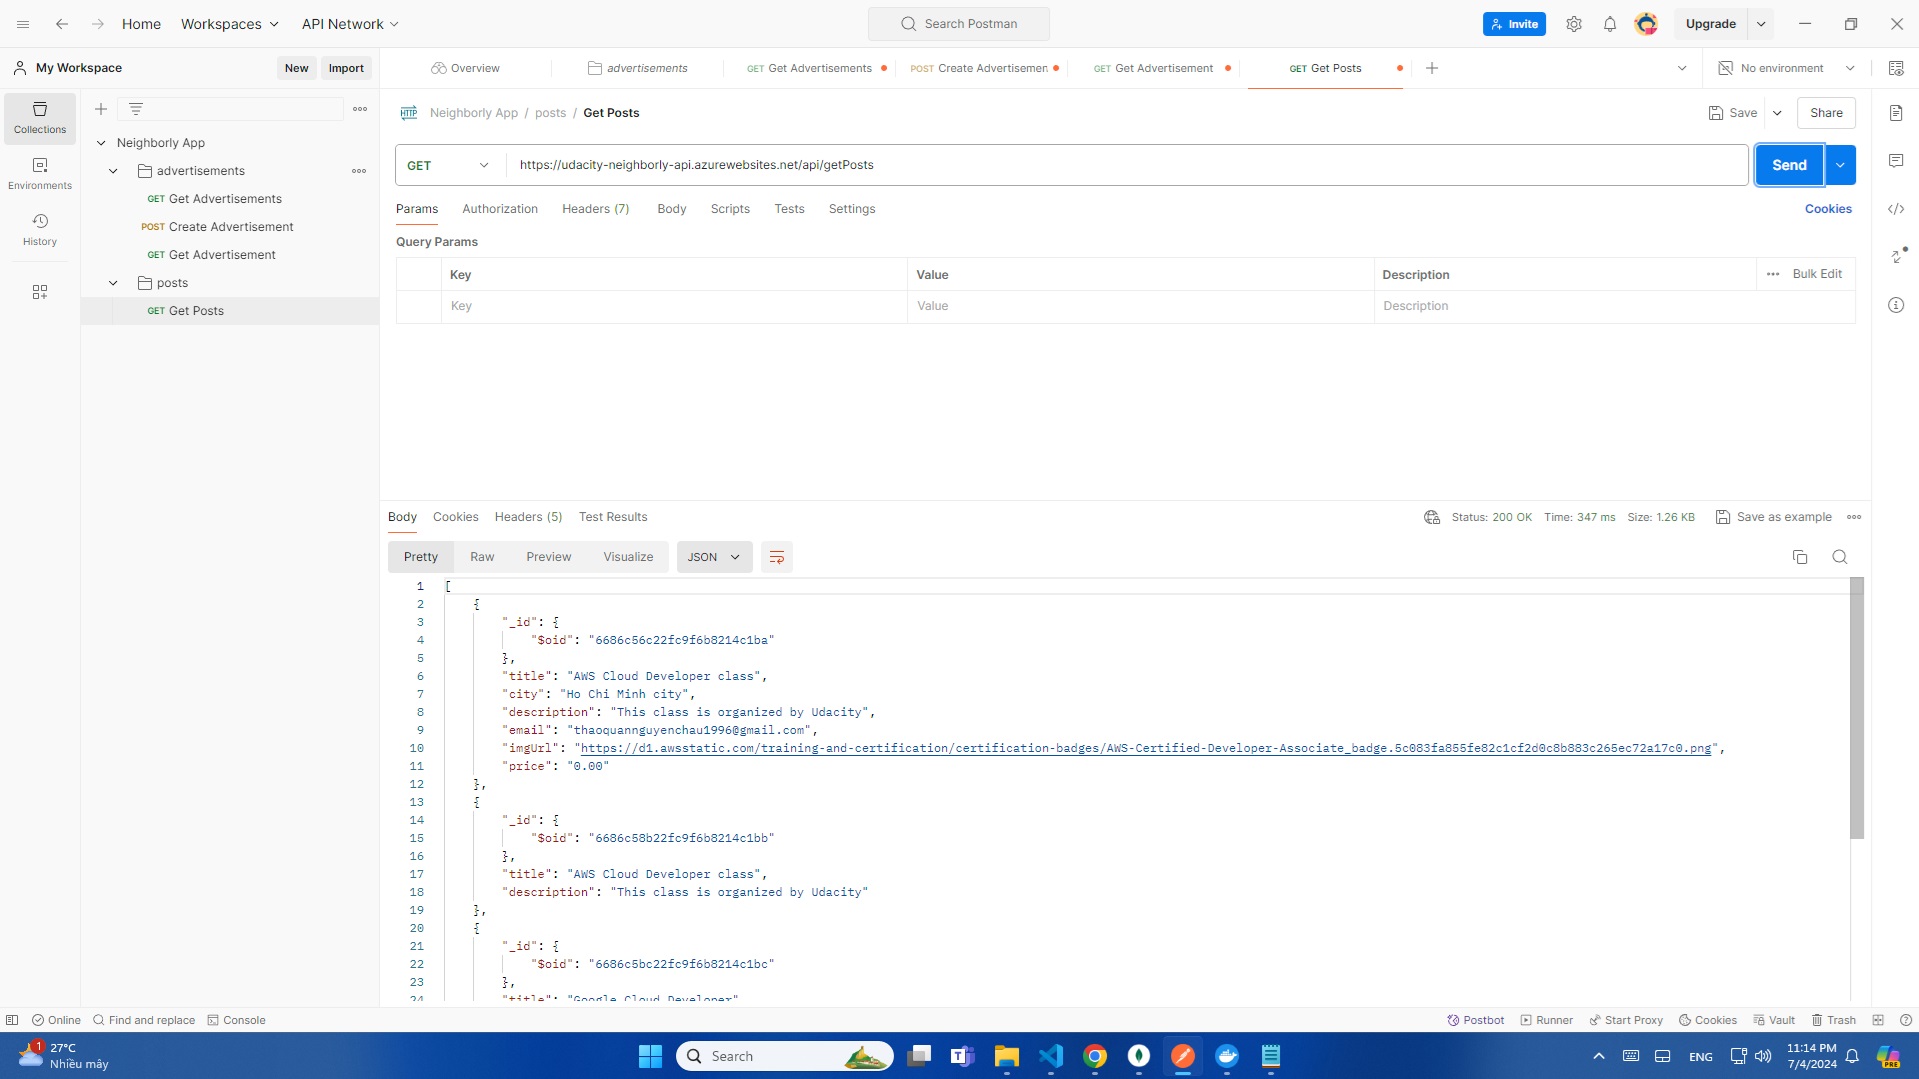 Home
Workspaces
API Network
Search Postman
Invite
Upgrade
My Workspace
New
Import
Overview
advertisements
GET Get Advertisements
POST Create Advertisemen
GET Get Advertisement
GET Get Posts
No environment
Collections
Environments
History
Neighborly App
advertisements
GET Get Advertisements
POST Create Advertisement
GET Get Advertisement
posts
GET Get Posts
HTTP
Neighborly App / posts / Get Posts
Save
Share
GET
https://udacity-neighborly-api.azurewebsites.net/api/getPosts
Send
Params
Authorization
Headers (7)
Body
Scripts
Tests
Settings
Cookies
Query Params
Key
Value
Description
Bulk Edit
Key
Value
Description
Body
Cookies
Headers (5)
Test Results
Status: 200 OK
Time: 347 ms
Size: 1.26 KB
Save as example
Pretty
Raw
Preview
Visualize
JSON
1 [
2 {
3 "_id": {
4 "$oid": "6686c56c22fc9f6b8214c1ba"
5 },
6 "title": "AWS Cloud Developer class",
7 "city": "Ho Chi Minh city",
8 "description": "This class is organized by Udacity",
9 "email": "thaoquannguyenchau1996@gmail.com",
10 "imgUrl": "https://d1.awsstatic.com/training-and-certification/certification-badges/AWS-Certified-Developer-Associate_badge.5c083fa855fe82c1cf2d0c8b883c265ec72a17c0.png",
11 "price": "0.00"
12 },
13 {
14 "_id": {
15 "$oid": "6686c58b22fc9f6b8214c1bb"
16 },
17 "title": "AWS Cloud Developer class",
18 "description": "This class is organized by Udacity"
19 },
20 {
21 "_id": {
22 "$oid": "6686c5bc22fc9f6b8214c1bc"
23 },
24 "title": "Google Cloud Developer"
Online
Find and replace
Console
Postbot
Runner
Start Proxy
Cookies
Vault
Trash
1
27°C
Nhiều mây
Search
ENG
11:14 PM
7/4/2024
PRE